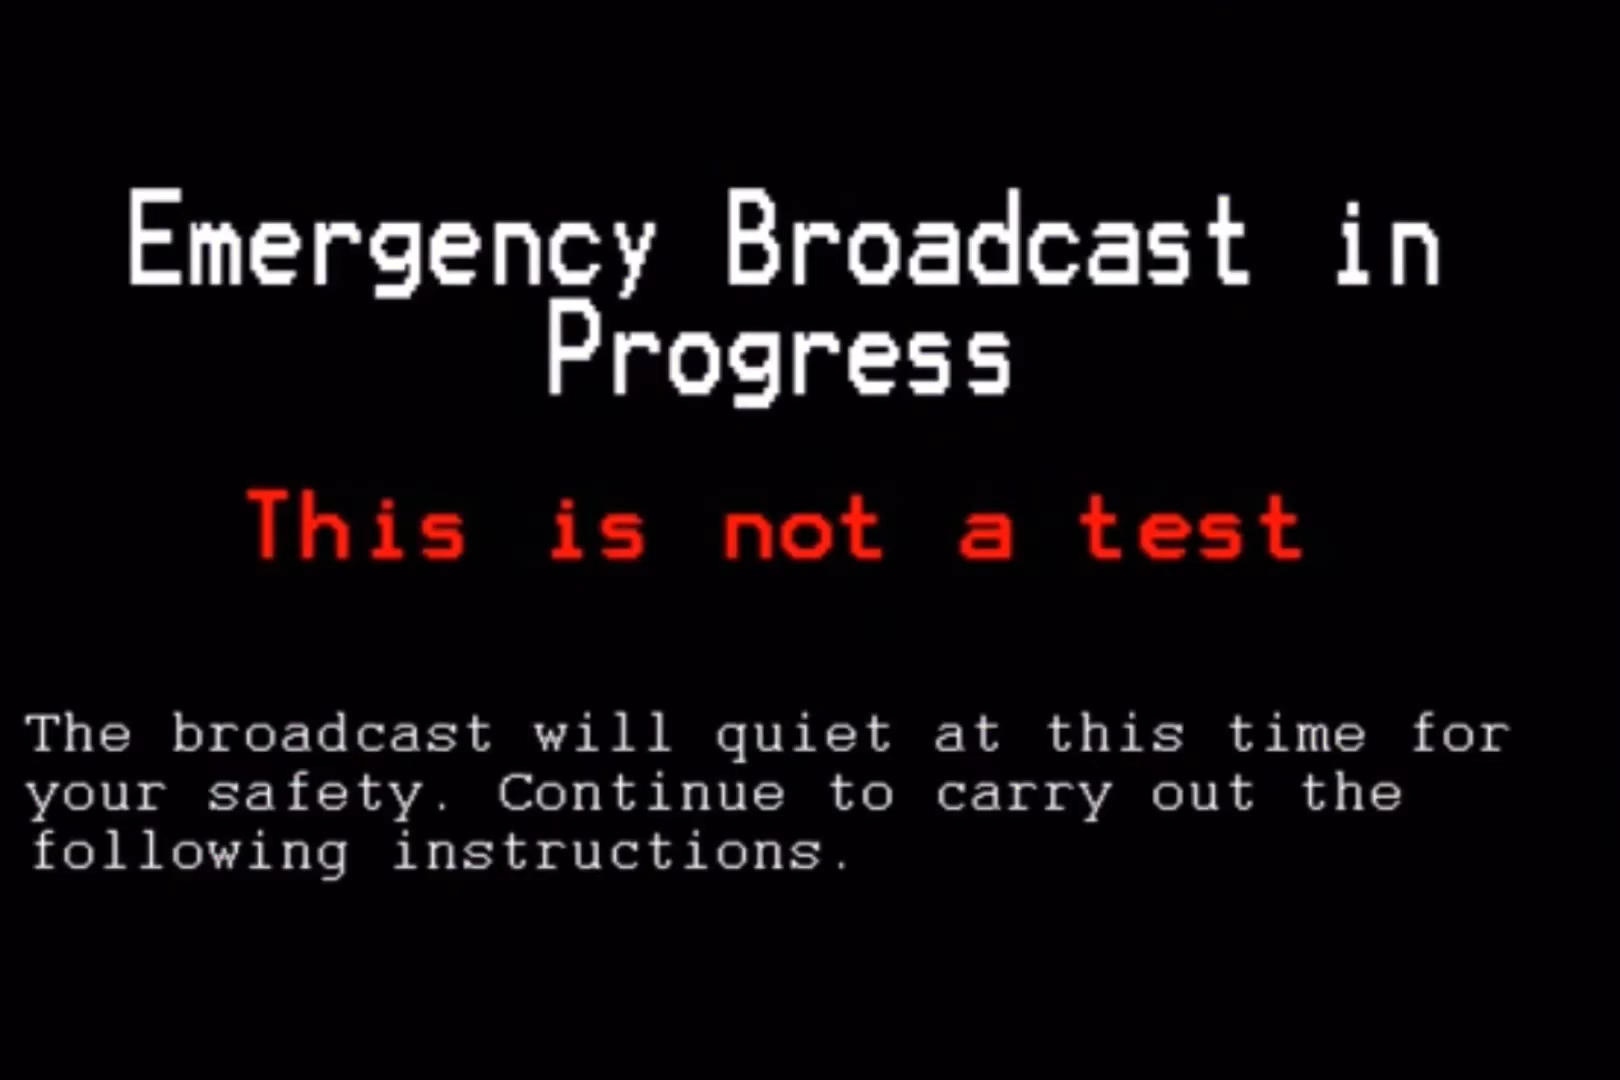 Emergency Broadcast in
Progress
This is not a test
The broadcast will quiet at this time for
your safety. Continue to carry out the
following instructions.